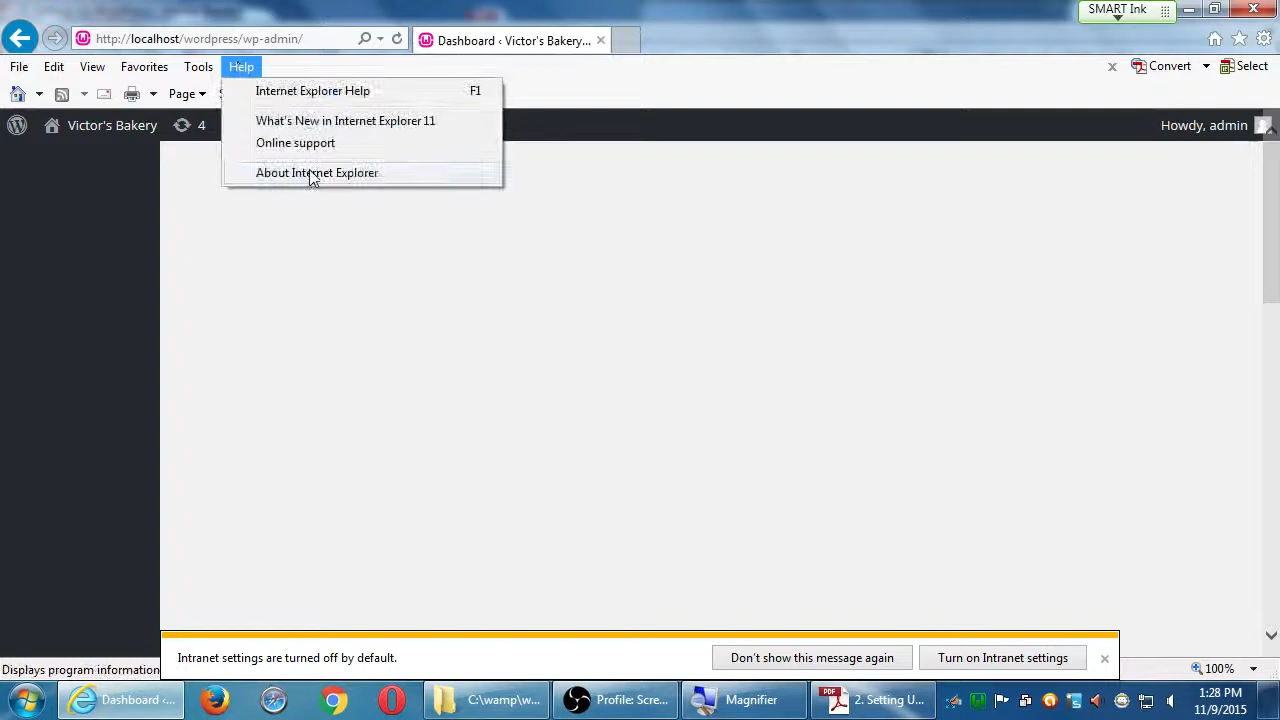 SMART Ink
http://localhost/wordpress/wp-admin/
Dashboard ‹ Victor's Bakery...
File Edit View Favorites Tools Help
Convert Select
Internet Explorer Help F1
Page
What's New in Internet Explorer 11
Victor's Bakery 4
Howdy, admin
Online support
About Internet Explorer
Intranet settings are turned off by default.
Don't show this message again
Turn on Intranet settings
Displays program information
100%
Dashboard ‹...
C:\wamp\w...
Profile: Scre...
Magnifier
PDF
2. Setting U...
1:28 PM
11/9/2015